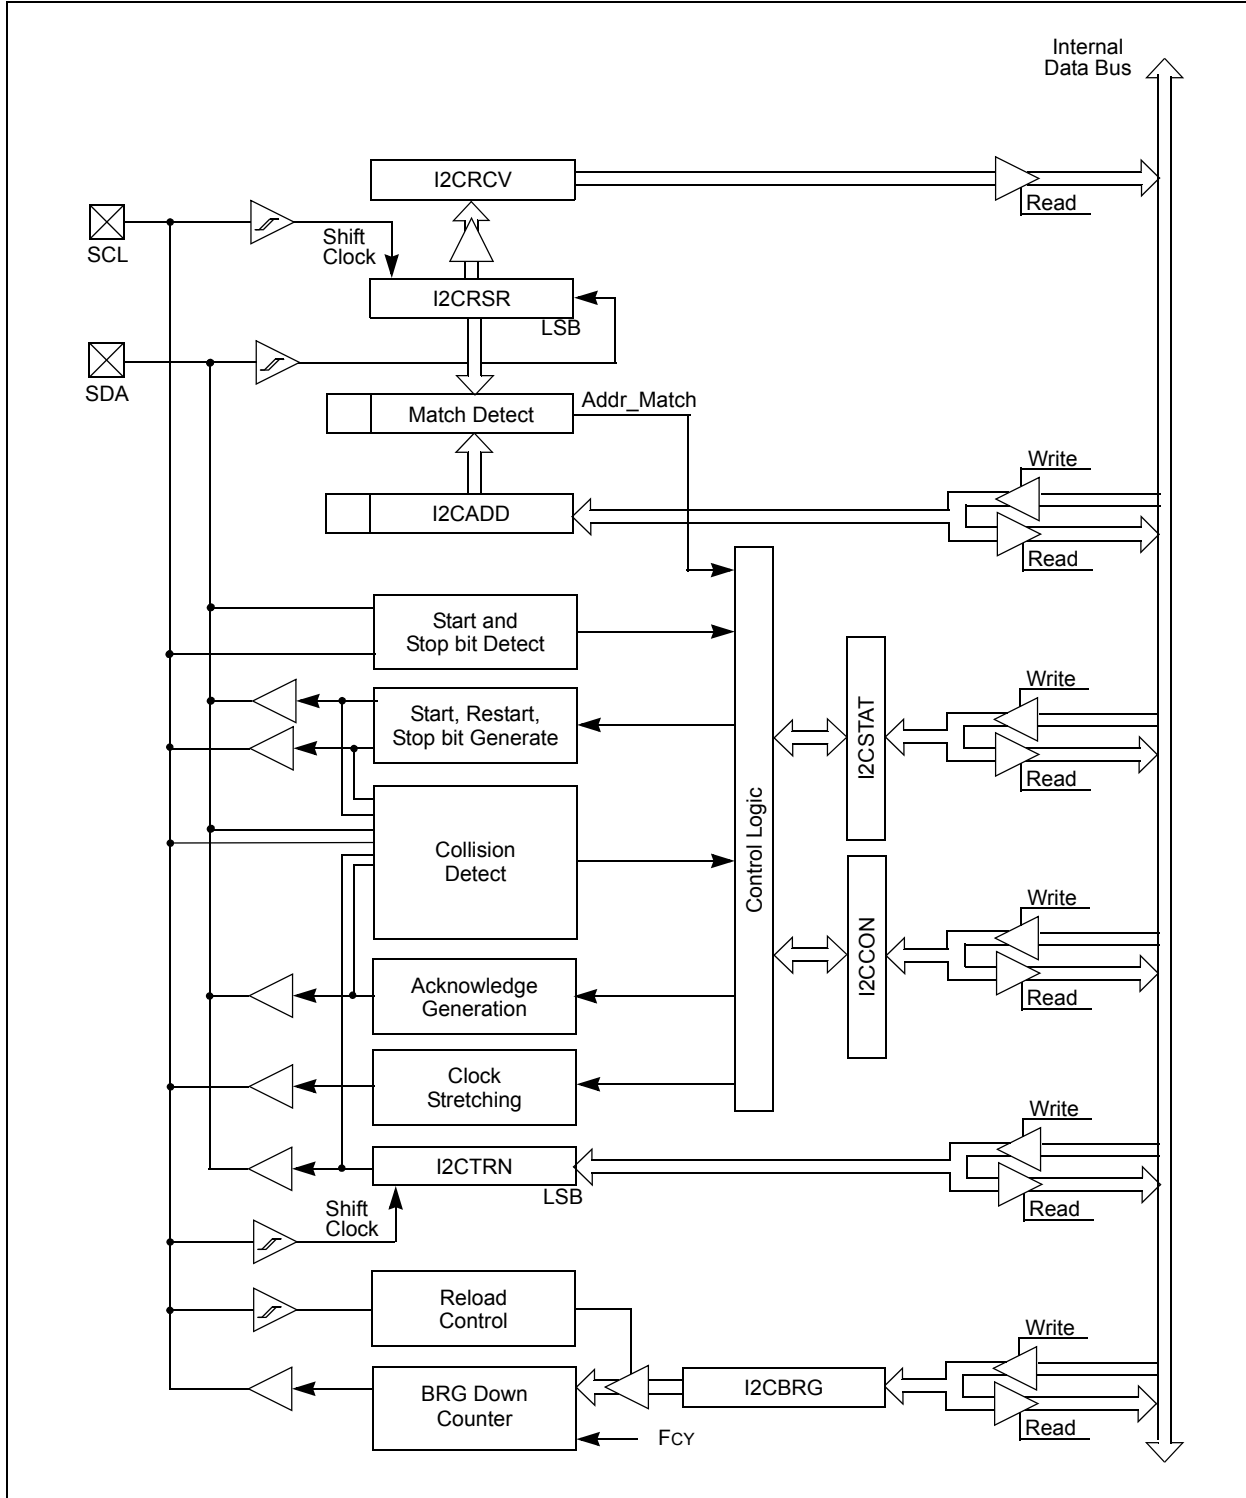 Internal
Data Bus
I2CRCV
Read
SCL
Shift
Clock
I2CRSR
LSB
SDA
Addr_Match
Match Detect
Write
I2CADD
Read
Start and
Stop bit Detect
Write
Start, Restart,
Stop bit Generate
I2CSTAT
Read
Control Logic
Collision
Detect
Write
I2CCON
Acknowledge
Generation
Read
Clock
Stretching
Write
I2CTRN
LSB
Shift
Clock
Read
Reload
Control
Write
I2CBRG
BRG Down
Counter
Read
FCY